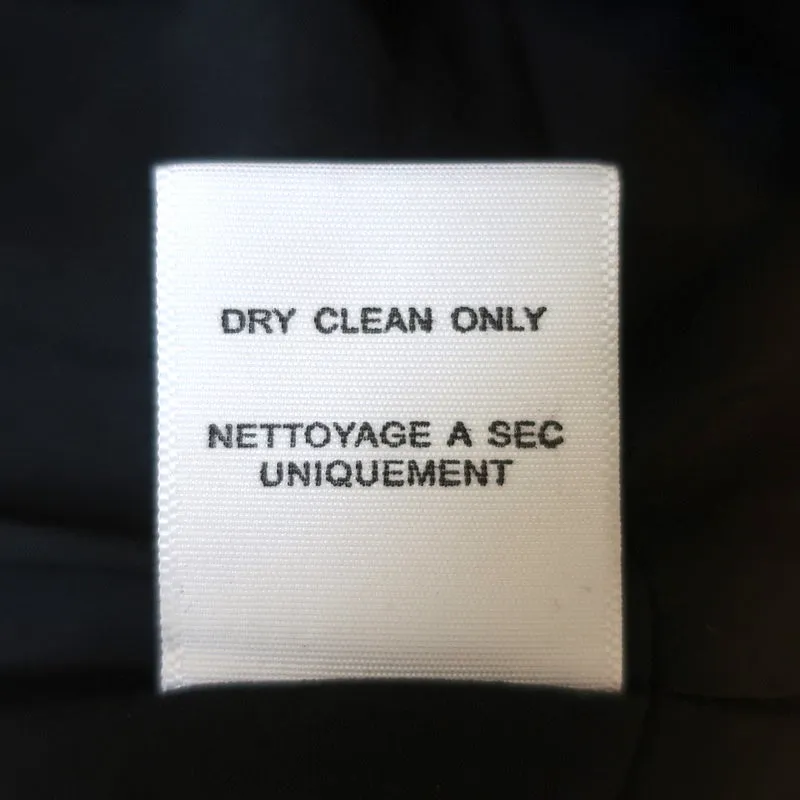 DRY CLEAN ONLY
NETTOYAGE A SEC
UNIQUEMENT